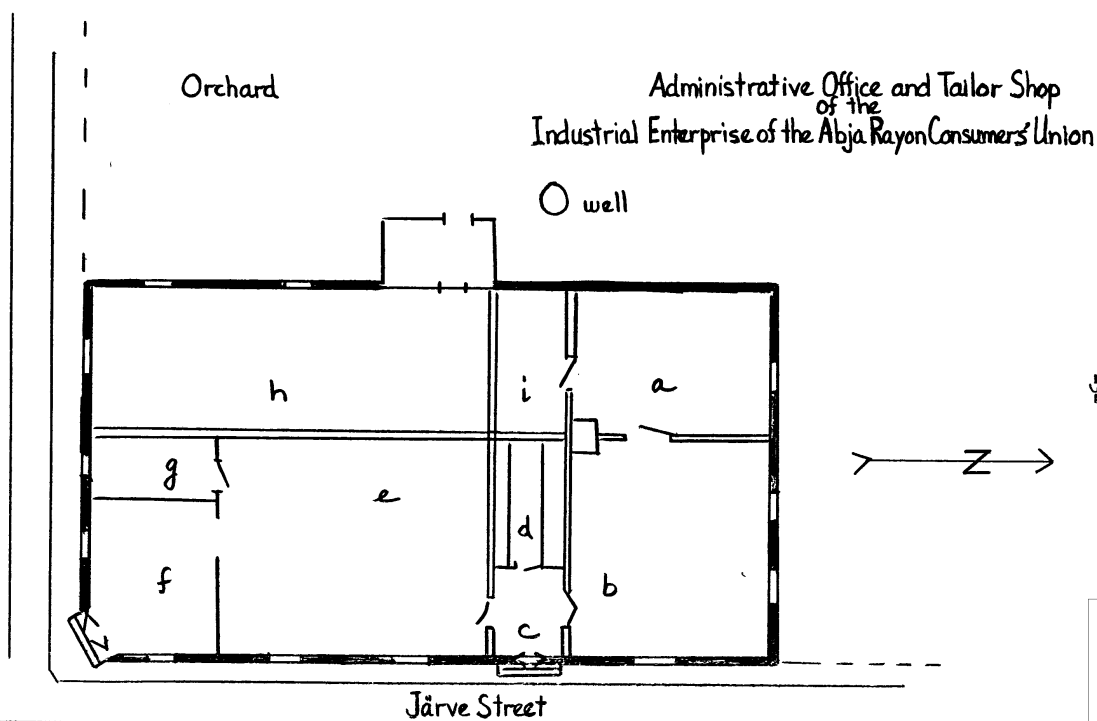 Orchard
Administrative Office and Tailor Shop
of the
Industrial Enterprise of the Abja Rayon Consumers' Union
well
h
i
a
N
g
e
d
f
b
c
Järve Street